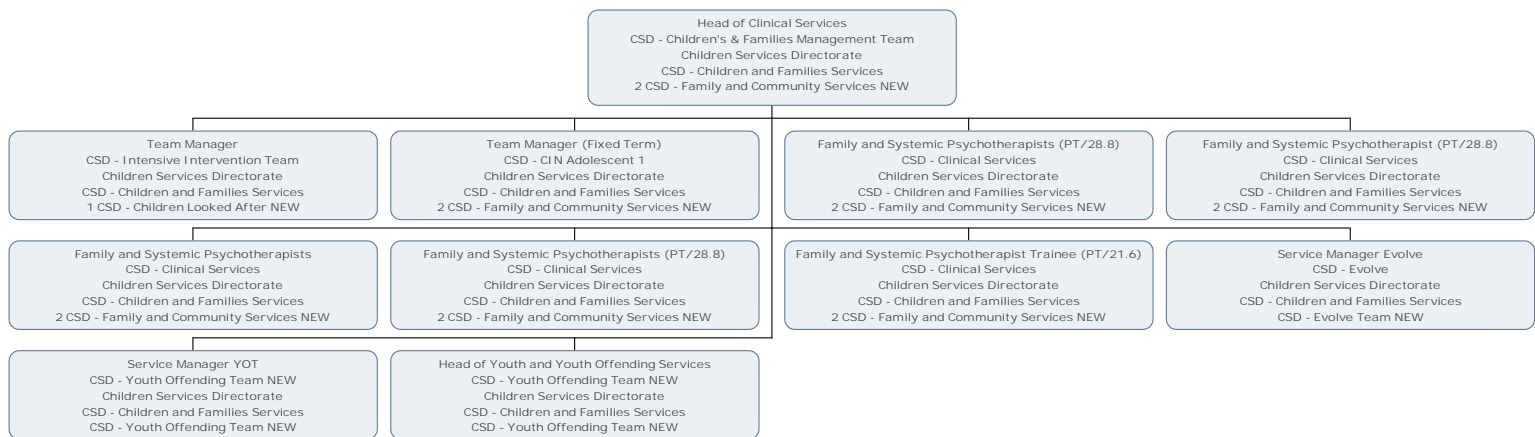 Head of Clinical Services
CSD - Children's & Families Management Team
Children Services Directorate
CSD - Children and Families Services
2 CSD - Family and Community Services NEW
Team Manager
CSD - Intensive Intervention Team
Children Services Directorate
CSD - Children and Families Services
1 CSD - Children Looked After NEW
Team Manager (Fixed Term)
CSD - CIN Adolescent 1
Children Services Directorate
CSD - Children and Families Services
2 CSD - Family and Community Services NEW
Family and Systemic Psychotherapists (PT/28.8)
CSD - Clinical Services
Children Services Directorate
CSD - Children and Families Services
2 CSD - Family and Community Services NEW
Family and Systemic Psychotherapist (PT/28.8)
CSD - Clinical Services
Children Services Directorate
CSD - Children and Families Services
2 CSD - Family and Community Services NEW
Family and Systemic Psychotherapists
CSD - Clinical Services
Children Services Directorate
CSD - Children and Families Services
2 CSD - Family and Community Services NEW
Family and Systemic Psychotherapists (PT/28.8)
CSD - Clinical Services
Children Services Directorate
CSD - Children and Families Services
2 CSD - Family and Community Services NEW
Family and Systemic Psychotherapist Trainee (PT/21.6)
CSD - Clinical Services
Children Services Directorate
CSD - Children and Families Services
2 CSD - Family and Community Services NEW
Service Manager Evolve
CSD - Evolve
Children Services Directorate
CSD - Children and Families Services
CSD - Evolve Team NEW
Service Manager YOT
CSD - Youth Offending Team NEW
Children Services Directorate
CSD - Children and Families Services
CSD - Youth Offending Team NEW
Head of Youth and Youth Offending Services
CSD - Youth Offending Team NEW
Children Services Directorate
CSD - Children and Families Services
CSD - Youth Offending Team NEW